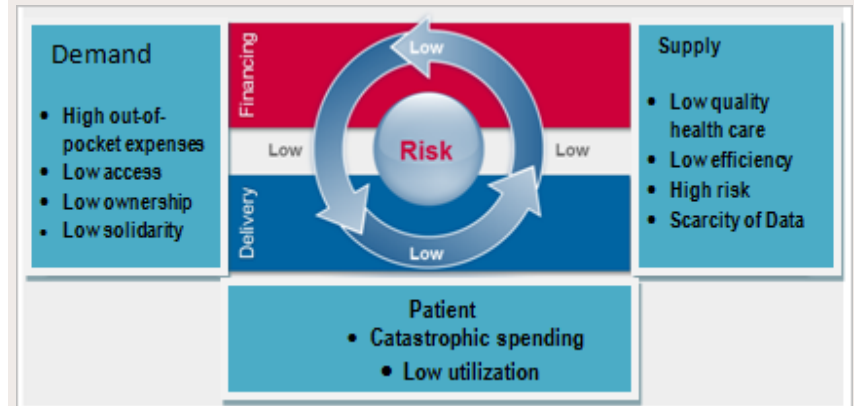 Demand
• High out-of-
pocket expenses
• Low access
• Low ownership
• Low solidarity
Financing
Low
Low
Risk
Low
Delivery
Low
Supply
• Low quality
health care
• Low efficiency
• High risk
• Scarcity of Data
Patient
• Catastrophic spending
• Low utilization